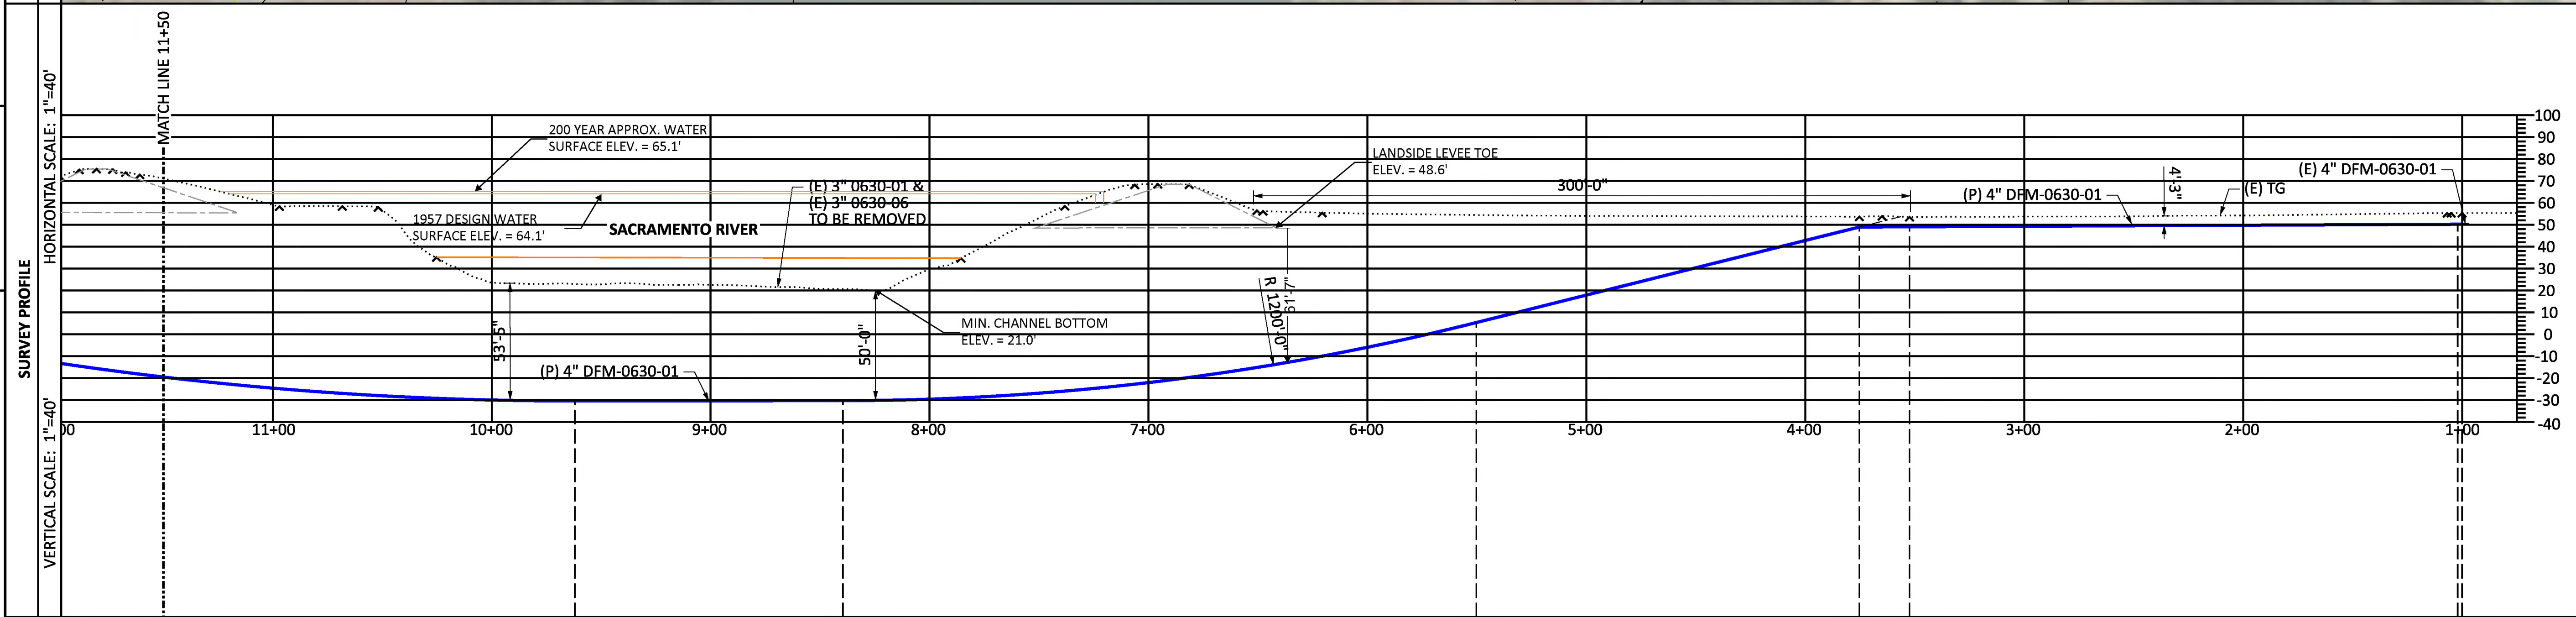 SURVEY PROFILE
HORIZONTAL SCALE: 1"=40'
VERTICAL SCALE: 1"=40'
MATCH LINE 11+50
200 YEAR APPROX. WATER
SURFACE ELEV. = 65.1'
1957 DESIGN WATER
SURFACE ELEV. = 64.1'
SACRAMENTO RIVER
(E) 3" 0630-01 &
(E) 3" 0630-06
TO BE REMOVED
LANDSIDE LEVEE TOE
ELEV. = 48.6'
300'-0"
(P) 4" DFM-0630-01
4'-3"
(E) TG
(E) 4" DFM-0630-01
R 1200'-0"
61'-7"
MIN. CHANNEL BOTTOM
ELEV. = 21.0'
53'-5"
50'-0"
(P) 4" DFM-0630-01
100
90
80
70
60
50
40
30
20
10
0
-10
-20
-30
-40
00
11+00
10+00
9+00
8+00
7+00
6+00
5+00
4+00
3+00
2+00
1+00